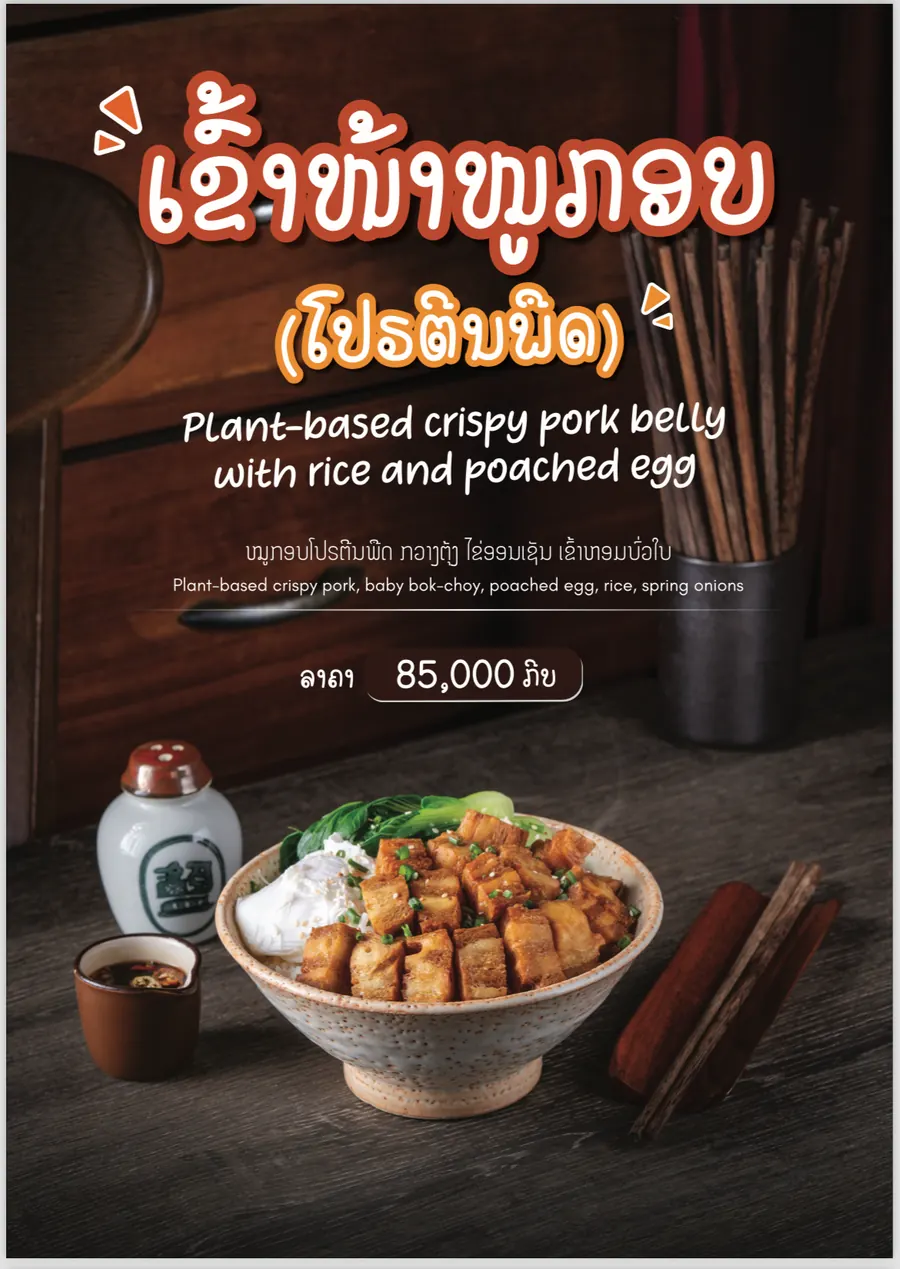 ເຂົ້າໜ້າໝູກອບ
(ໂປຣຕີນພືດ)
Plant-based crispy pork belly
with rice and poached egg
ໝູກອບໂປຣຕີນພືດ ກວາງຕຸ້ງ ໄຂ່ອອນເຊັນ ເຂົ້າຫອມບົ່ວໃບ
Plant-based crispy pork, baby bok-choy, poached egg, rice, spring onions
ລາຄາ 85,000 ກີບ